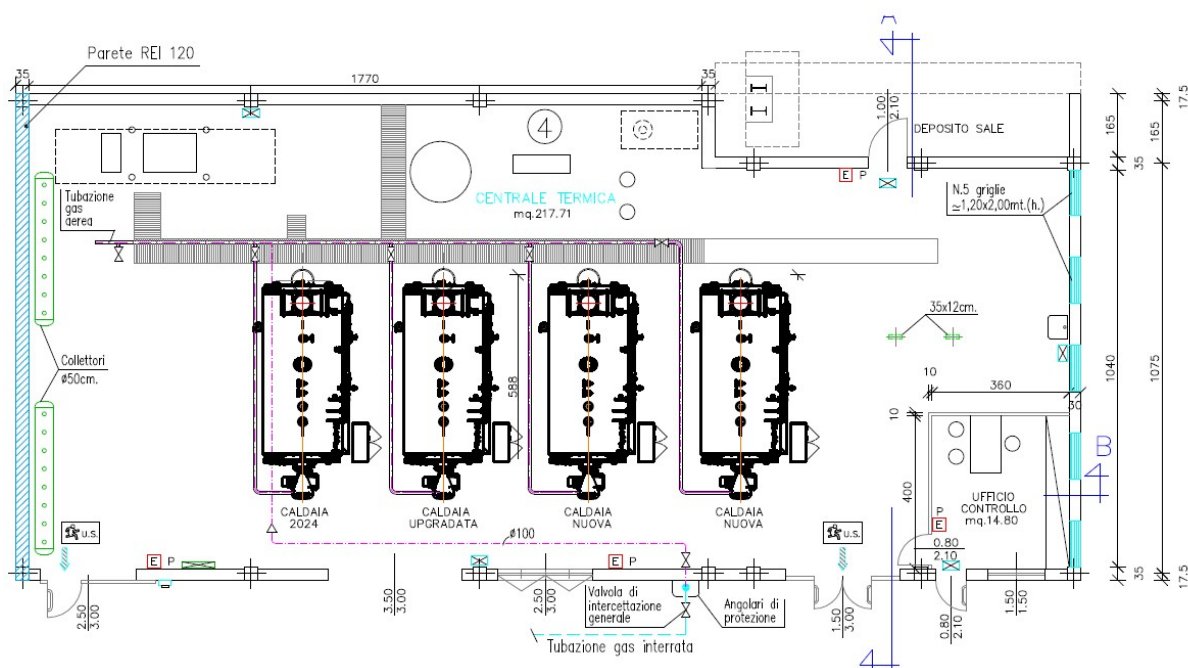 Parete REI 120
35
1770
35
A
17.5
165
165
35
1.00
2.10
DEPOSITO SALE
E P
4
CENTRALE TERMICA
mq.217.71
Tubazione
gas
aerea
N.5 griglie
≃1,20x2,00mt.(h.)
35x12cm.
Collettori
ø50cm.
588
1040
1075
10
360
30
10
400
B
UFFICIO
CONTROLLO
mq.14.80
P
E
0.80
2.10
CALDAIA
2024
CALDAIA
UPGRADATA
CALDAIA
NUOVA
CALDAIA
NUOVA
U.S.
U.S.
ø100
E P
E P
35
17.5
2.50
3.00
3.50
3.00
2.50
3.00
Valvola di
intercettazione
generale
Angolari di
protezione
1.50
3.00
0.80
2.10
1.50
1.50
Tubazione gas interrata